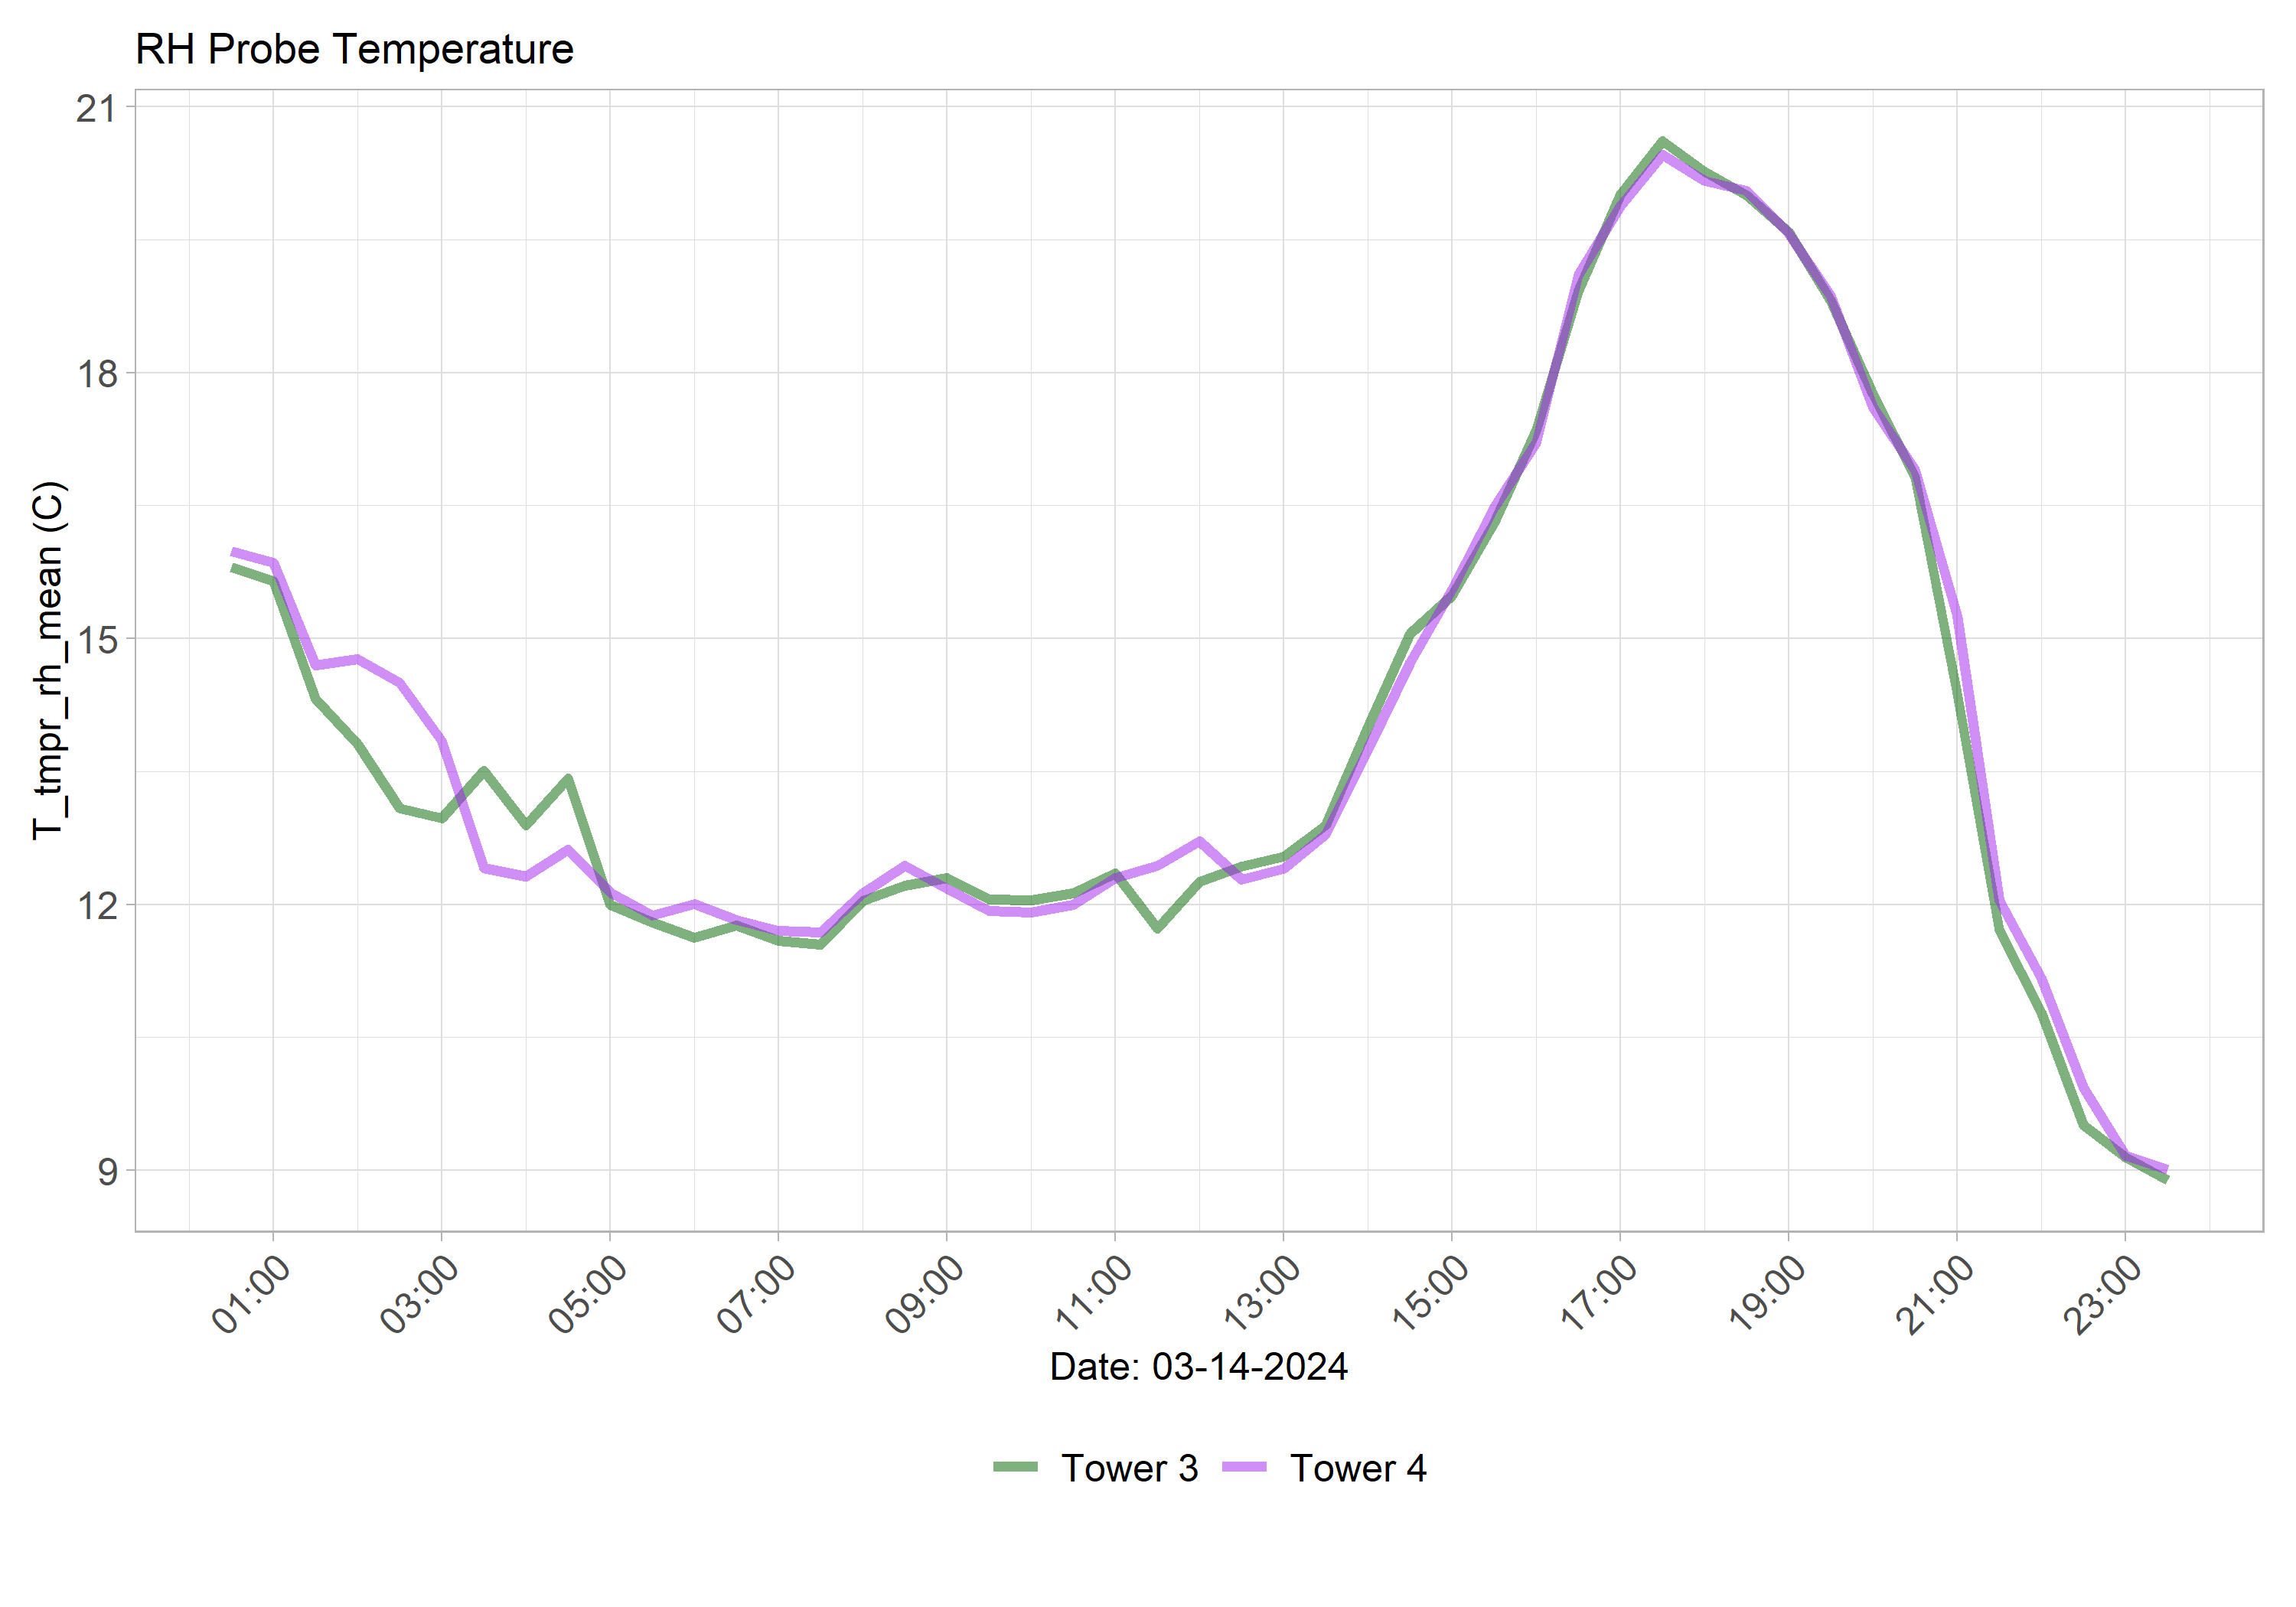 RH Probe Temperature
T_tmpr_rh_mean (C)
21
18
15
12
9
01:00 03:00 05:00 07:00 09:00 11:00 13:00 15:00 17:00 19:00 21:00 23:00
Date: 03-14-2024
Tower 3 Tower 4